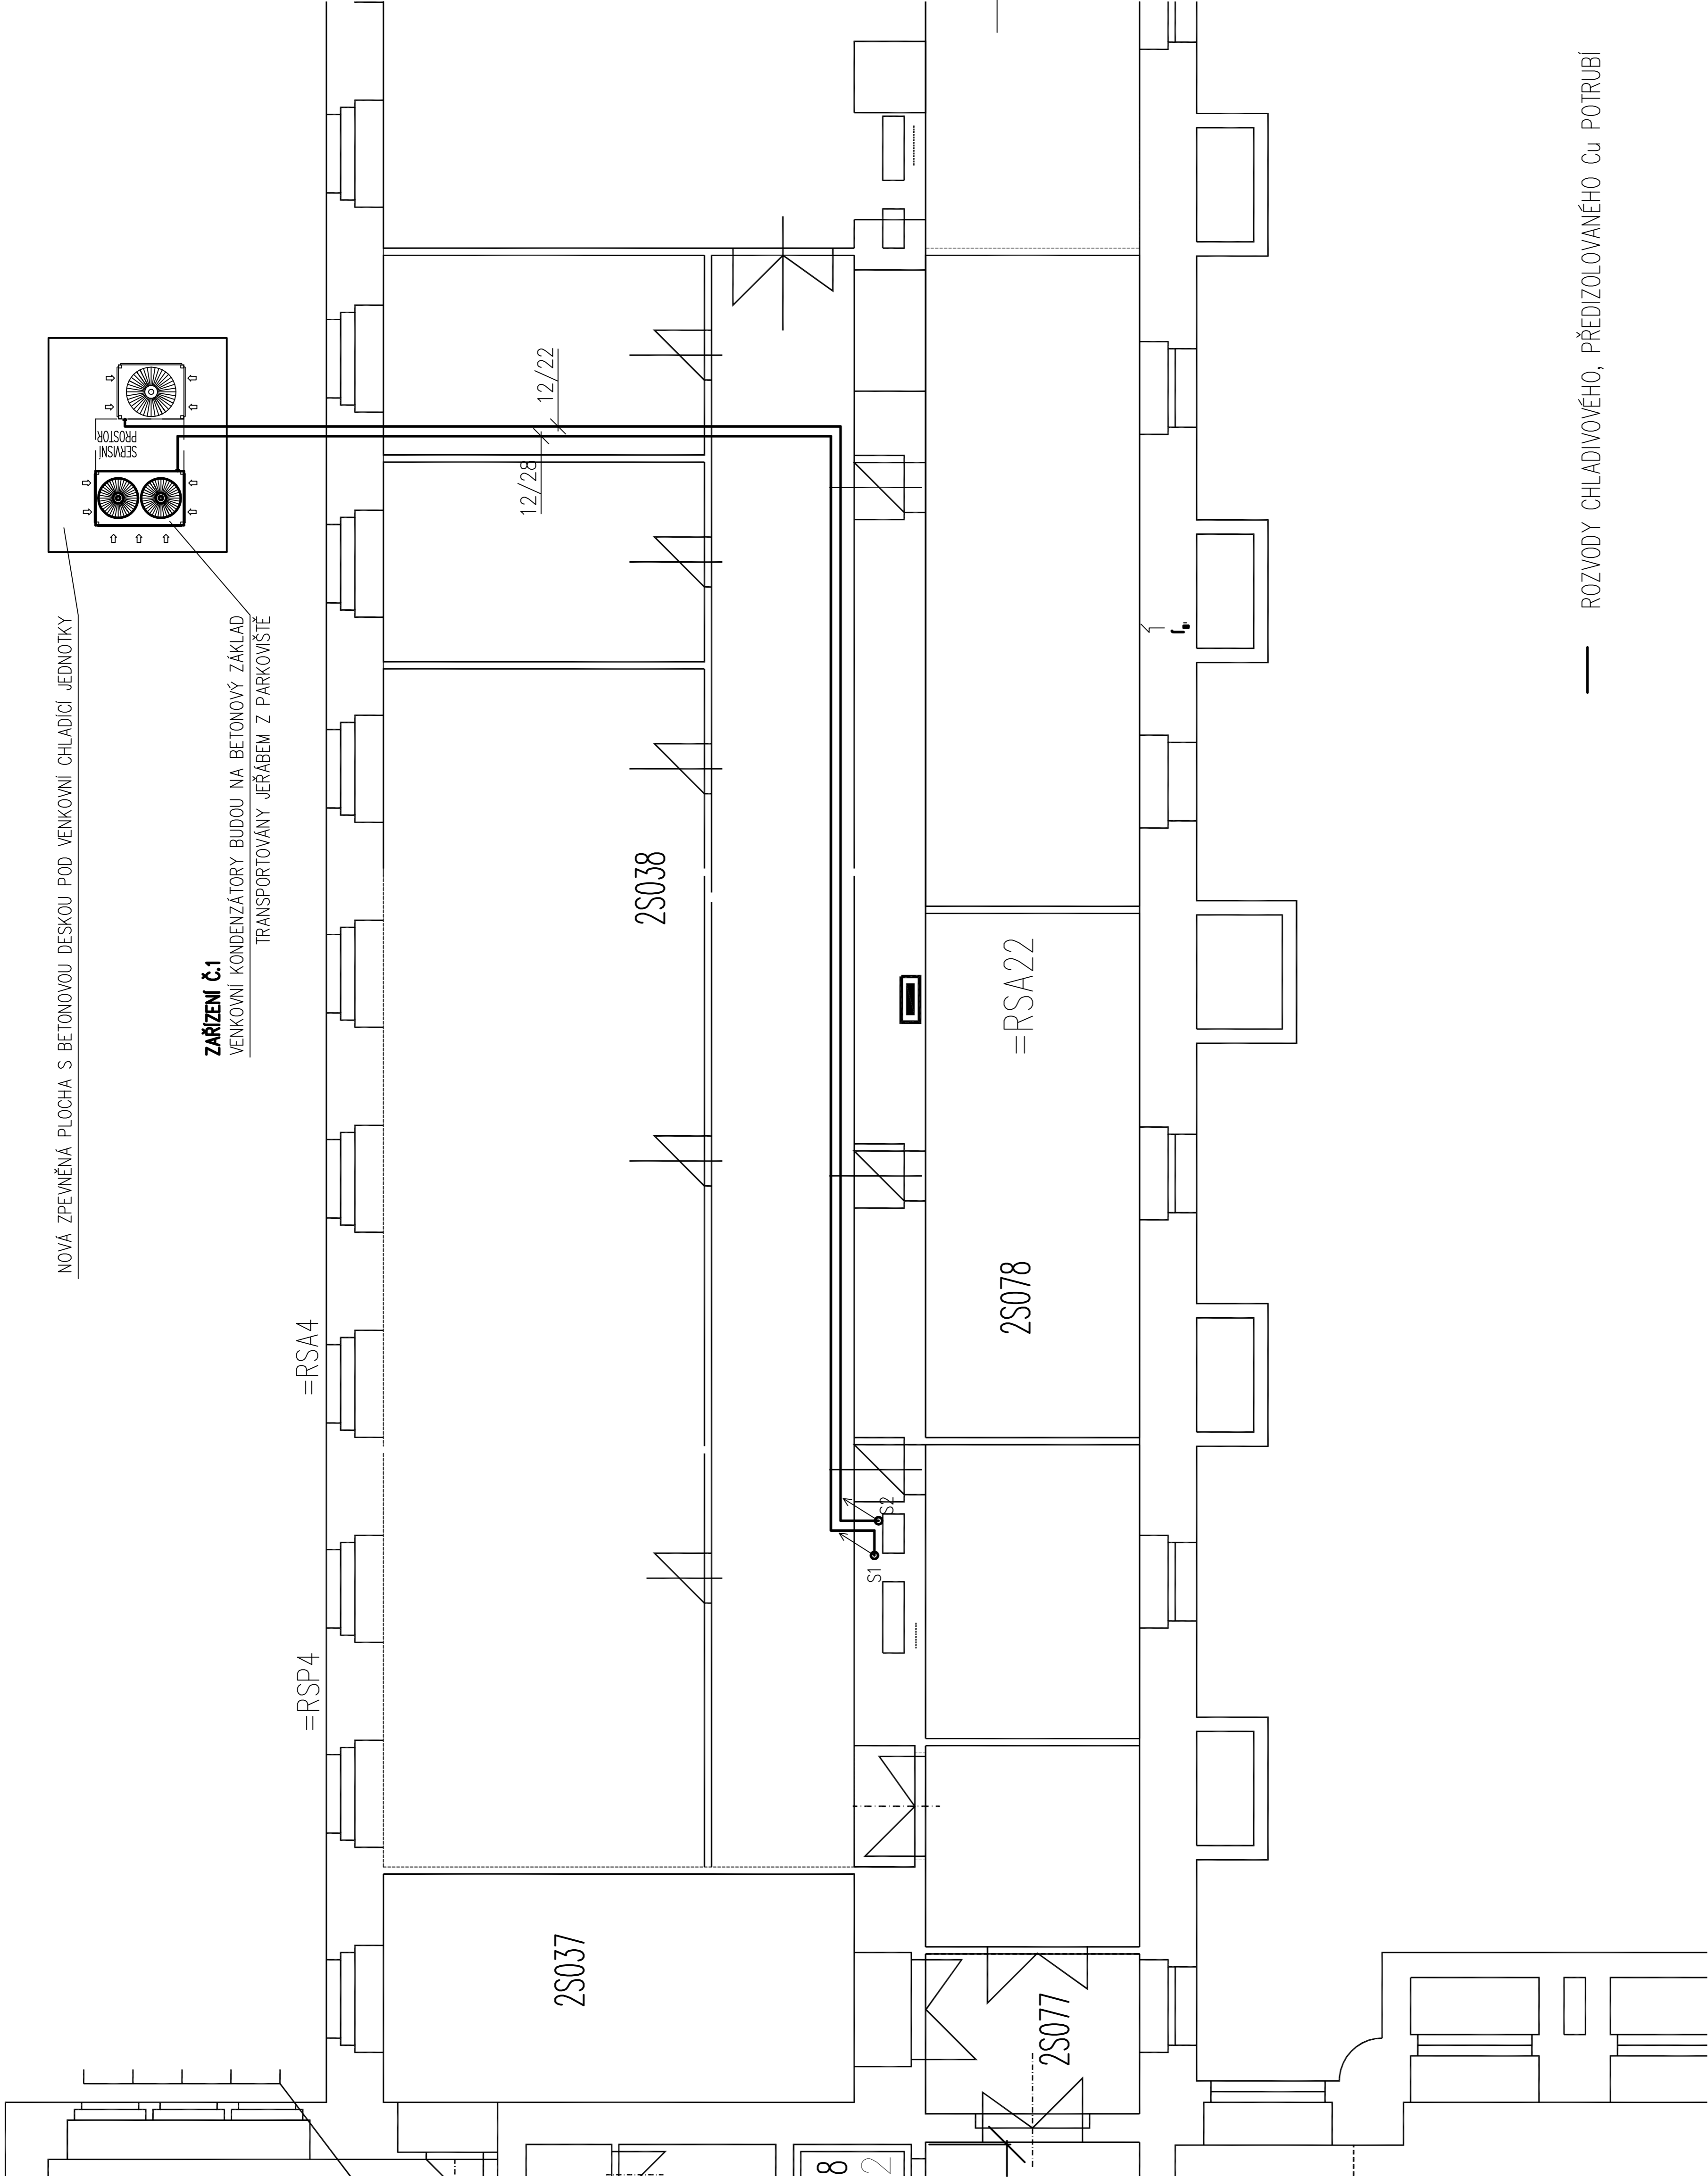 NOVÁ ZPEVNĚNÁ PLOCHA S BETONOVOU DESKOU POD VENKOVNÍ CHLADÍCÍ JEDNOTKY
SERVISNÍ
PROSTOR
ZAŘÍZENÍ Č.1
VENKOVNÍ KONDENZÁTORY BUDOU NA BETONOVÝ ZÁKLAD
TRANSPORTOVÁNY JEŘÁBEM Z PARKOVIŠTĚ
=RSP4
=RSA4
12/28
12/22
2S037
2S038
S1
S2
=RSA22
2S078
2S077
8
2
ROZVODY CHLADIVOVÉHO, PŘEDIZOLOVANÉHO Cu POTRUBÍ